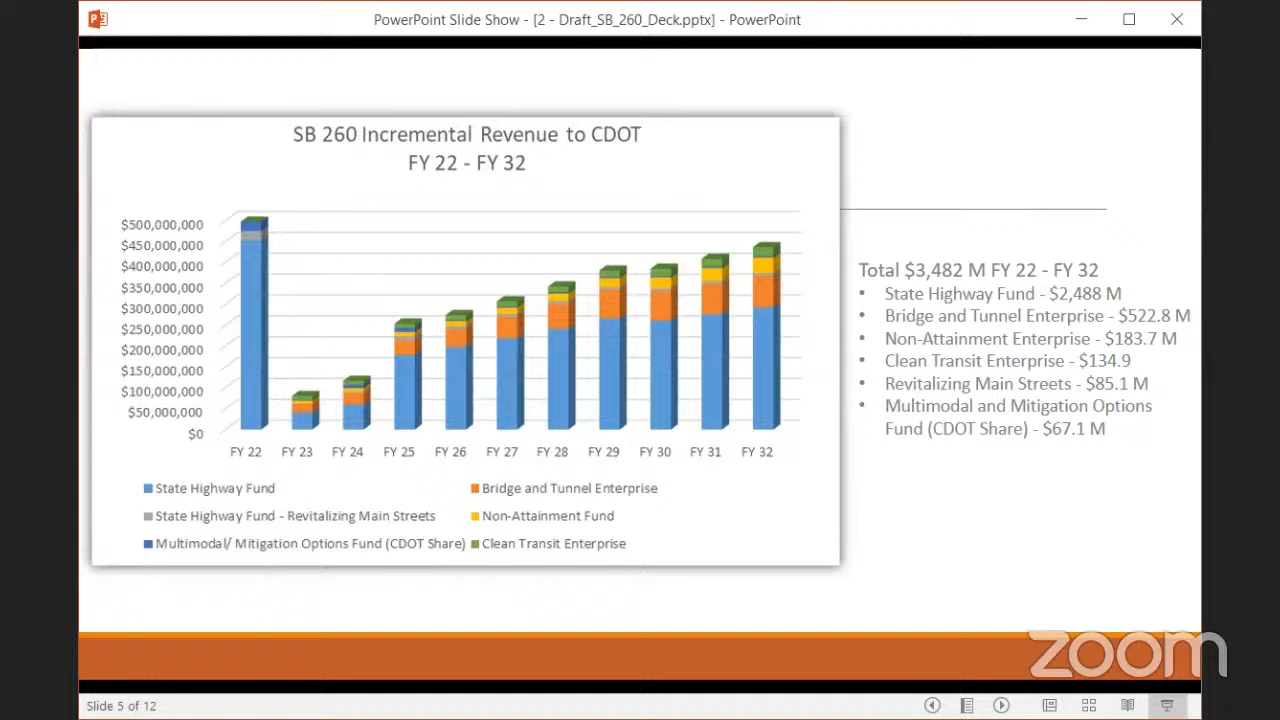 PowerPoint Slide Show - [2 - Draft_SB_260_Deck.pptx] - PowerPoint
SB 260 Incremental Revenue to CDOT
FY 22 - FY 32
$500,000,000
$450,000,000
$400,000,000
$350,000,000
$300,000,000
$250,000,000
$200,000,000
$150,000,000
$100,000,000
$50,000,000
$0
FY 22 FY 23 FY 24 FY 25 FY 26 FY 27 FY 28 FY 29 FY 30 FY 31 FY 32
State Highway Fund
Bridge and Tunnel Enterprise
State Highway Fund - Revitalizing Main Streets
Non-Attainment Fund
Multimodal/ Mitigation Options Fund (CDOT Share)
Clean Transit Enterprise
Total $3,482 M FY 22 - FY 32
• State Highway Fund - $2,488 M
• Bridge and Tunnel Enterprise - $522.8 M
• Non-Attainment Enterprise - $183.7 M
• Clean Transit Enterprise - $134.9
• Revitalizing Main Streets - $85.1 M
• Multimodal and Mitigation Options
Fund (CDOT Share) - $67.1 M
zoom
Slide 5 of 12